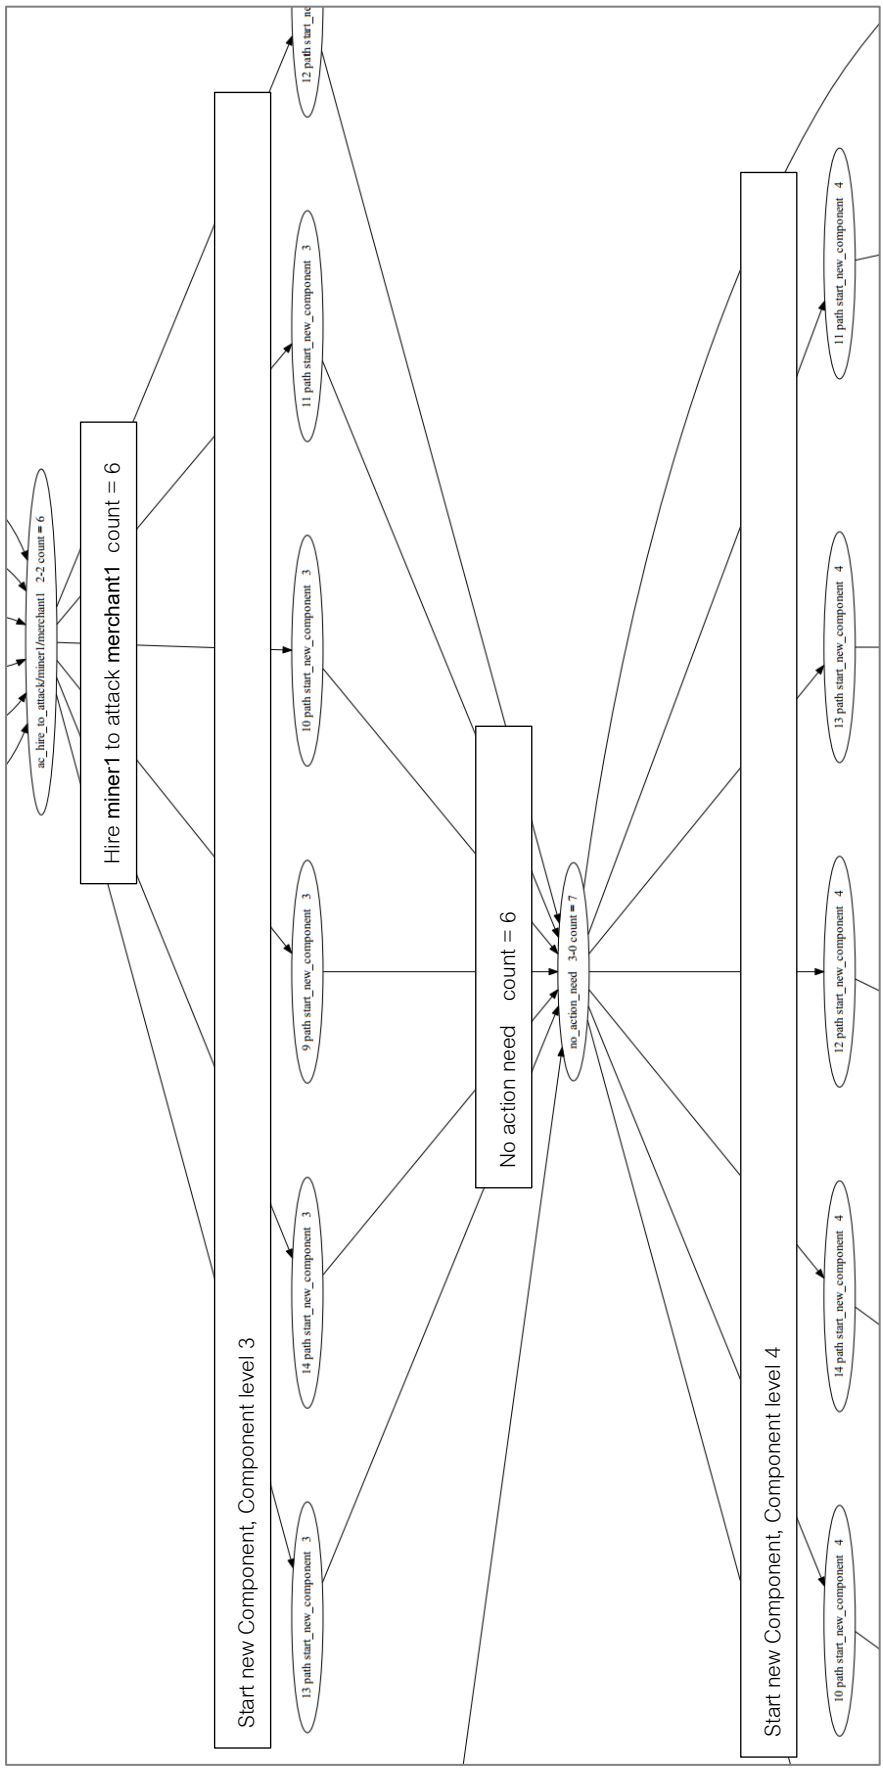 ac_hire_to_attack/miner1/merchant1 2-2 count = 6
Hire miner1 to attack merchant1 count = 6
Start new Component, Component level 3
13 path start_new_component 3
14 path start_new_component 3
9 path start_new_component 3
10 path start_new_component 3
11 path start_new_component 3
12 path start_ne
No action need count = 6
no_action_need 3-0 count = 7
Start new Component, Component level 4
10 path start_new_component 4
14 path start_new_component 4
12 path start_new_component 4
13 path start_new_component 4
11 path start_new_component 4